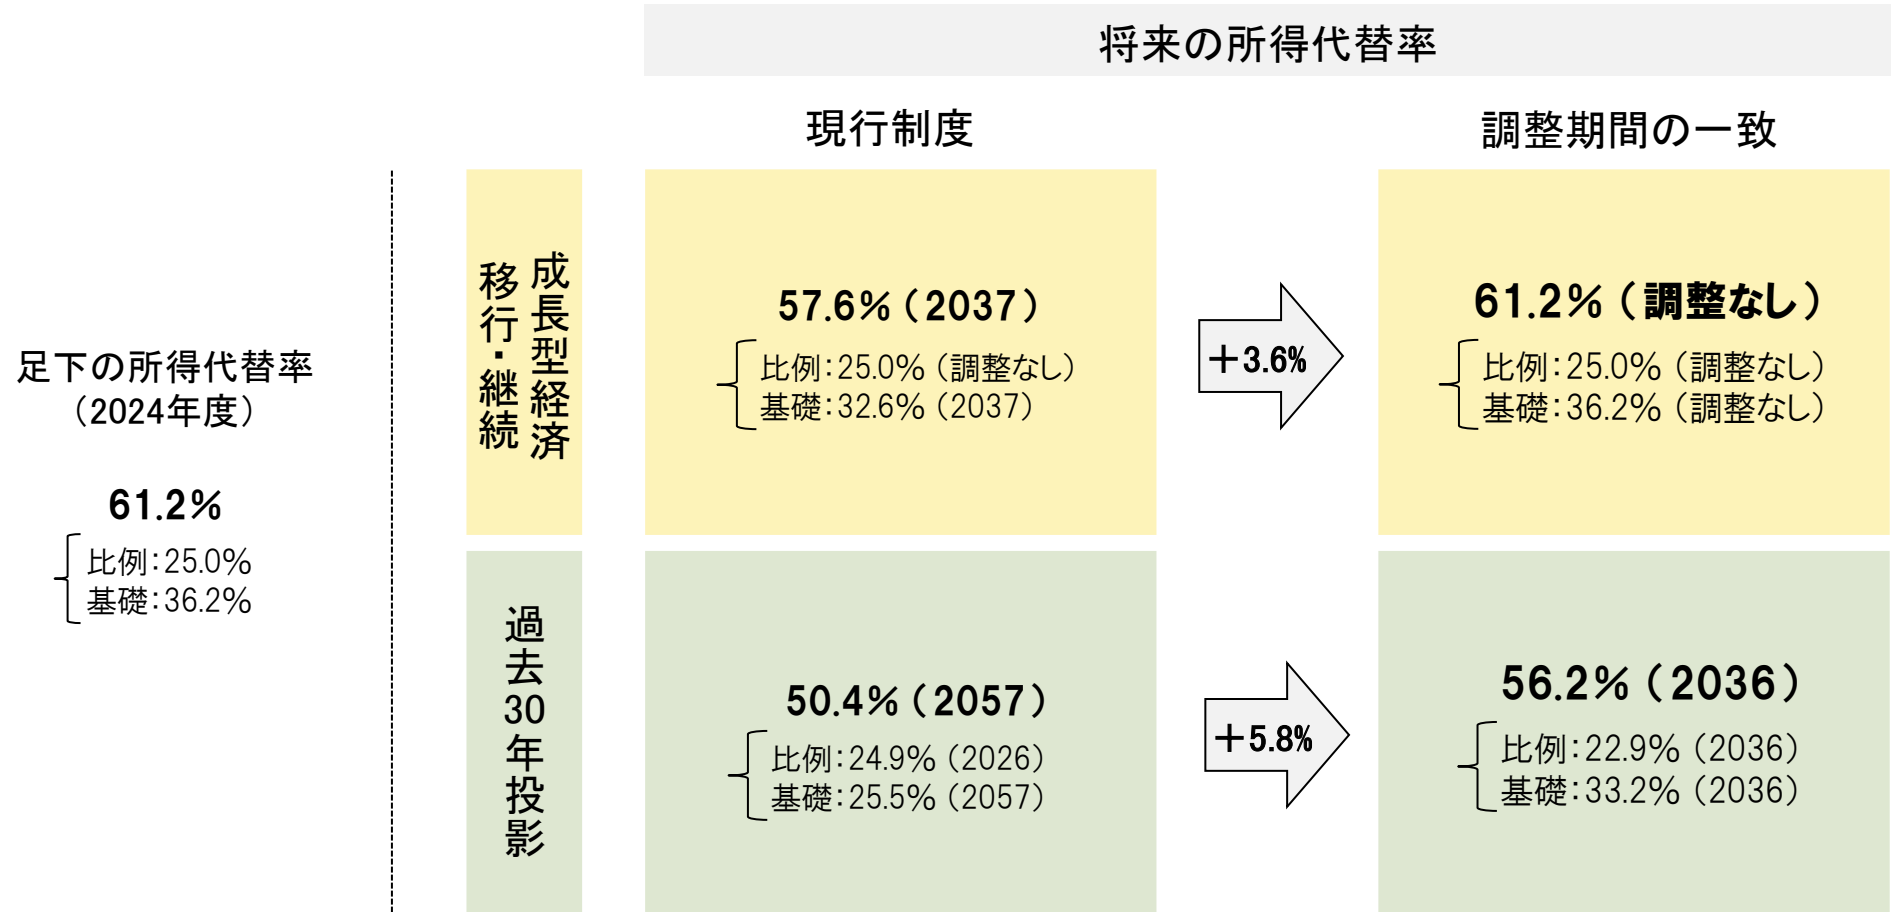 将来の所得代替率
現行制度
調整期間の一致
足下の所得代替率
（2024年度）
61.2％
比例：25.0％
基礎：36.2％
成長型経済
移行・継続
57.6％（2037）
比例：25.0％（調整なし）
基礎：32.6％（2037）
＋3.6％
61.2％（調整なし）
比例：25.0％（調整なし）
基礎：36.2％（調整なし）
過去30年投影
50.4％（2057）
比例：24.9％（2026）
基礎：25.5％（2057）
＋5.8％
56.2％（2036）
比例：22.9％（2036）
基礎：33.2％（2036）